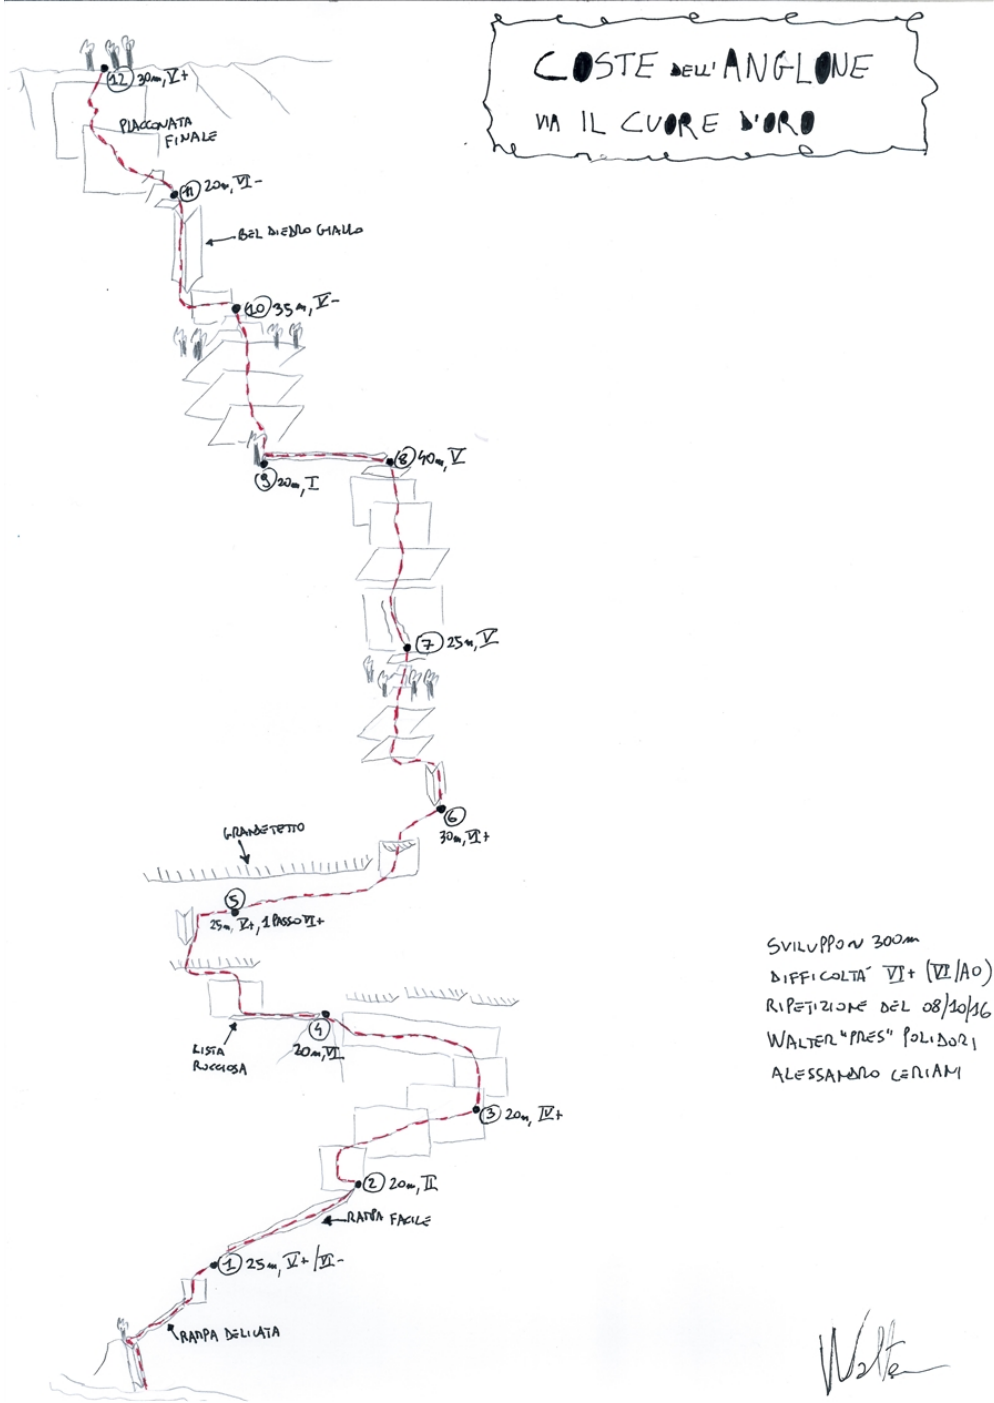 COSTE DELL'ANGLONE
VIA IL CUORE D'ORO
12 30m, V+
PLACCONATA
FINALE
11 20m, VI-
BEL DIEDRO GIALLO
10 35m, V-
8 40m, V
9 20m, I
7 25m, V
6
30m, VI+
GRANDE TETTO
5
25m, V+, 1 PASSO VI+
4
20m, VI
LISTA
ROCCIOSA
3 20m, IV+
2 20m, II
RAMPA FACILE
1 25m, V+/VI-
RAMPA DELICATA
SVILUPPO ~ 300m
DIFFICOLTA' VI+ (VI/A0)
RIPETIZIONE DEL 08/10/16
WALTER "PRES" POLIDORI
ALESSANDRO CERIANI
Walter